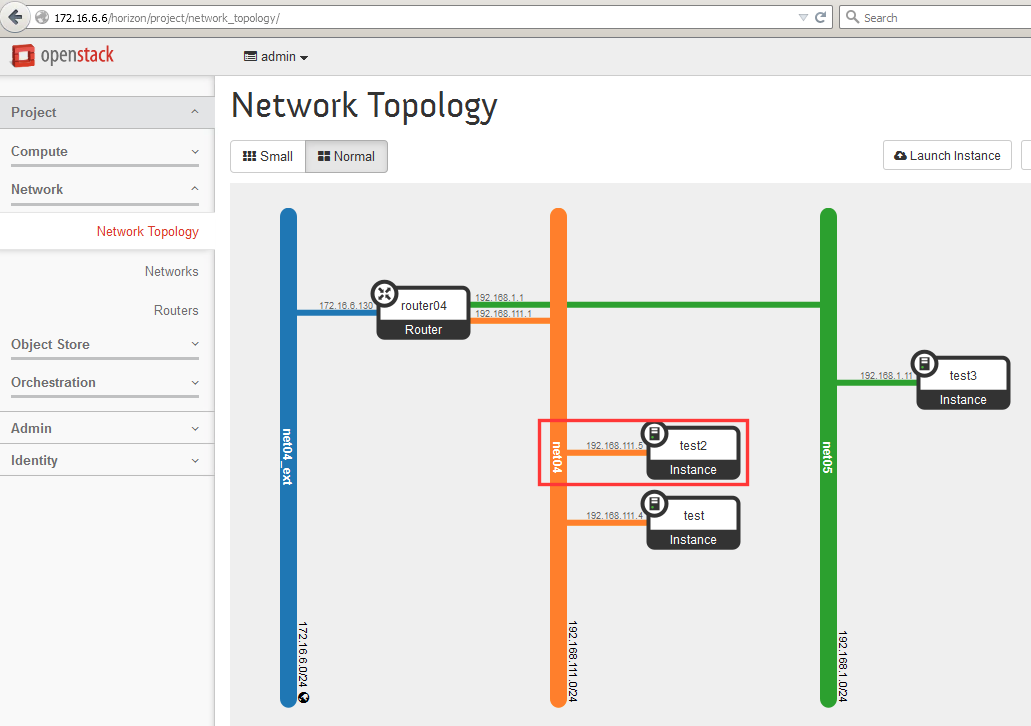 172.16.6.6/horizon/project/network_topology/
Search
openstack
admin
Project
Compute
Network
Network Topology
Networks
Routers
Object Store
Orchestration
Admin
Identity
Network Topology
Small
Normal
Launch Instance
net04_ext
172.16.6.0/24
172.16.6.130
router04
Router
192.168.1.1
192.168.111.1
net04
192.168.111.0/24
192.168.111.5
test2
Instance
192.168.111.4
test
Instance
net05
192.168.1.0/24
192.168.1.11
test3
Instance